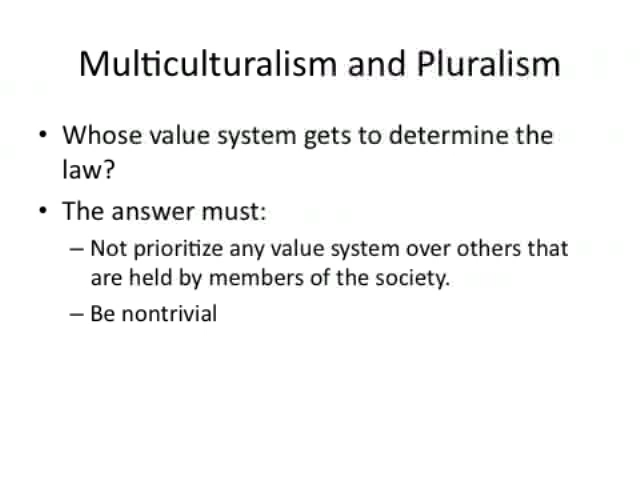 Multiculturalism and Pluralism
• Whose value system gets to determine the
law?
• The answer must:
– Not prioritize any value system over others that
are held by members of the society.
– Be nontrivial